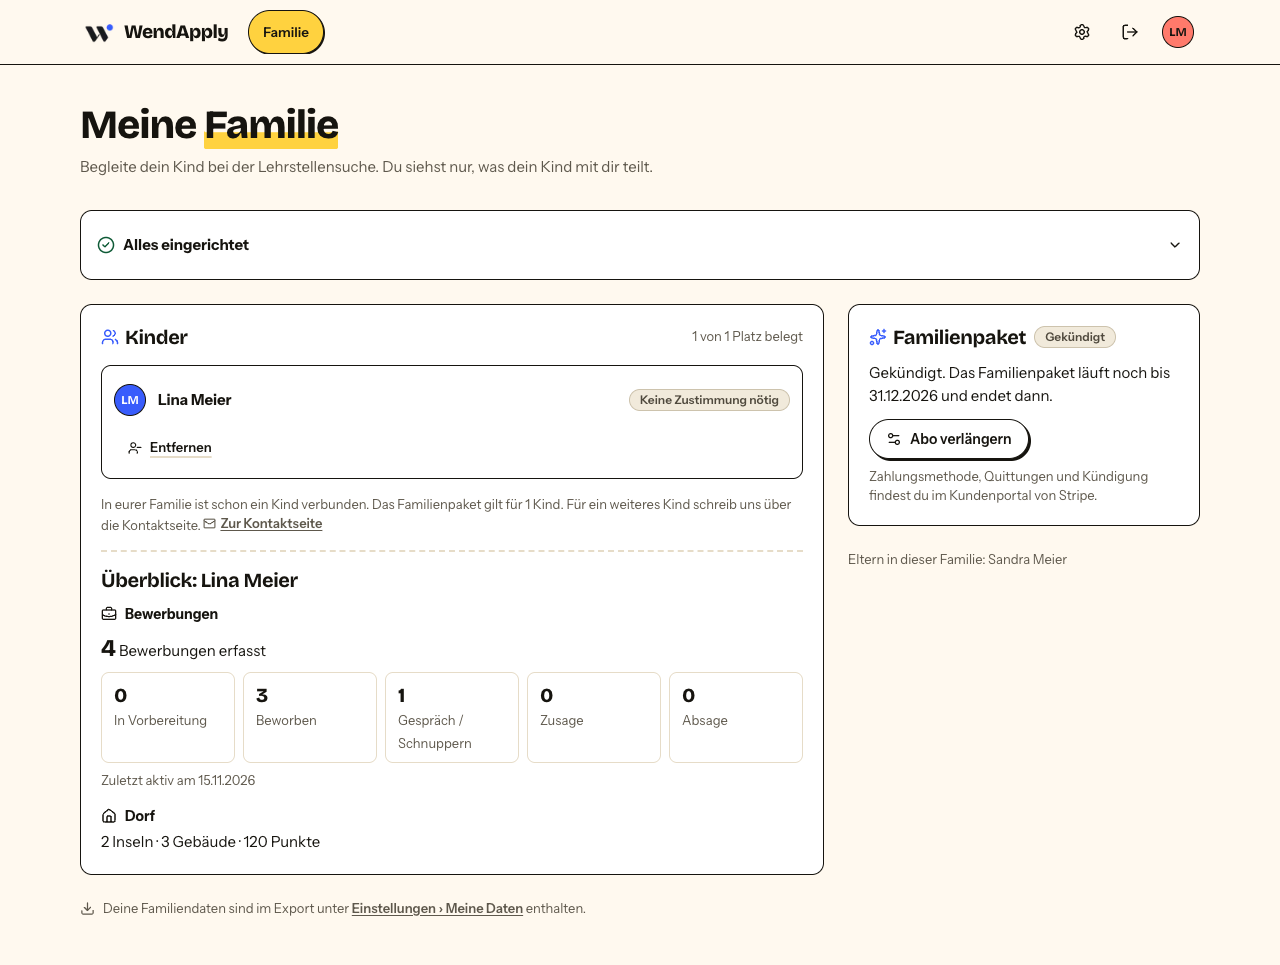 WendApply
Familie
LM
Meine Familie
Begleite dein Kind bei der Lehrstellensuche. Du siehst nur, was dein Kind mit dir teilt.
Alles eingerichtet
Kinder
1 von 1 Platz belegt
LM
Lina Meier
Keine Zustimmung nötig
Entfernen
In eurer Familie ist schon ein Kind verbunden. Das Familienpaket gilt für 1 Kind. Für ein weiteres Kind schreib uns über
die Kontaktseite. Zur Kontaktseite
Überblick: Lina Meier
Bewerbungen
4 Bewerbungen erfasst
0
In Vorbereitung
3
Beworben
1
Gespräch /
Schnuppern
0
Zusage
0
Absage
Zuletzt aktiv am 15.11.2026
Dorf
2 Inseln · 3 Gebäude · 120 Punkte
Familienpaket
Gekündigt
Gekündigt. Das Familienpaket läuft noch bis
31.12.2026 und endet dann.
Abo verlängern
Zahlungsmethode, Quittungen und Kündigung
findest du im Kundenportal von Stripe.
Eltern in dieser Familie: Sandra Meier
Deine Familiendaten sind im Export unter Einstellungen › Meine Daten enthalten.